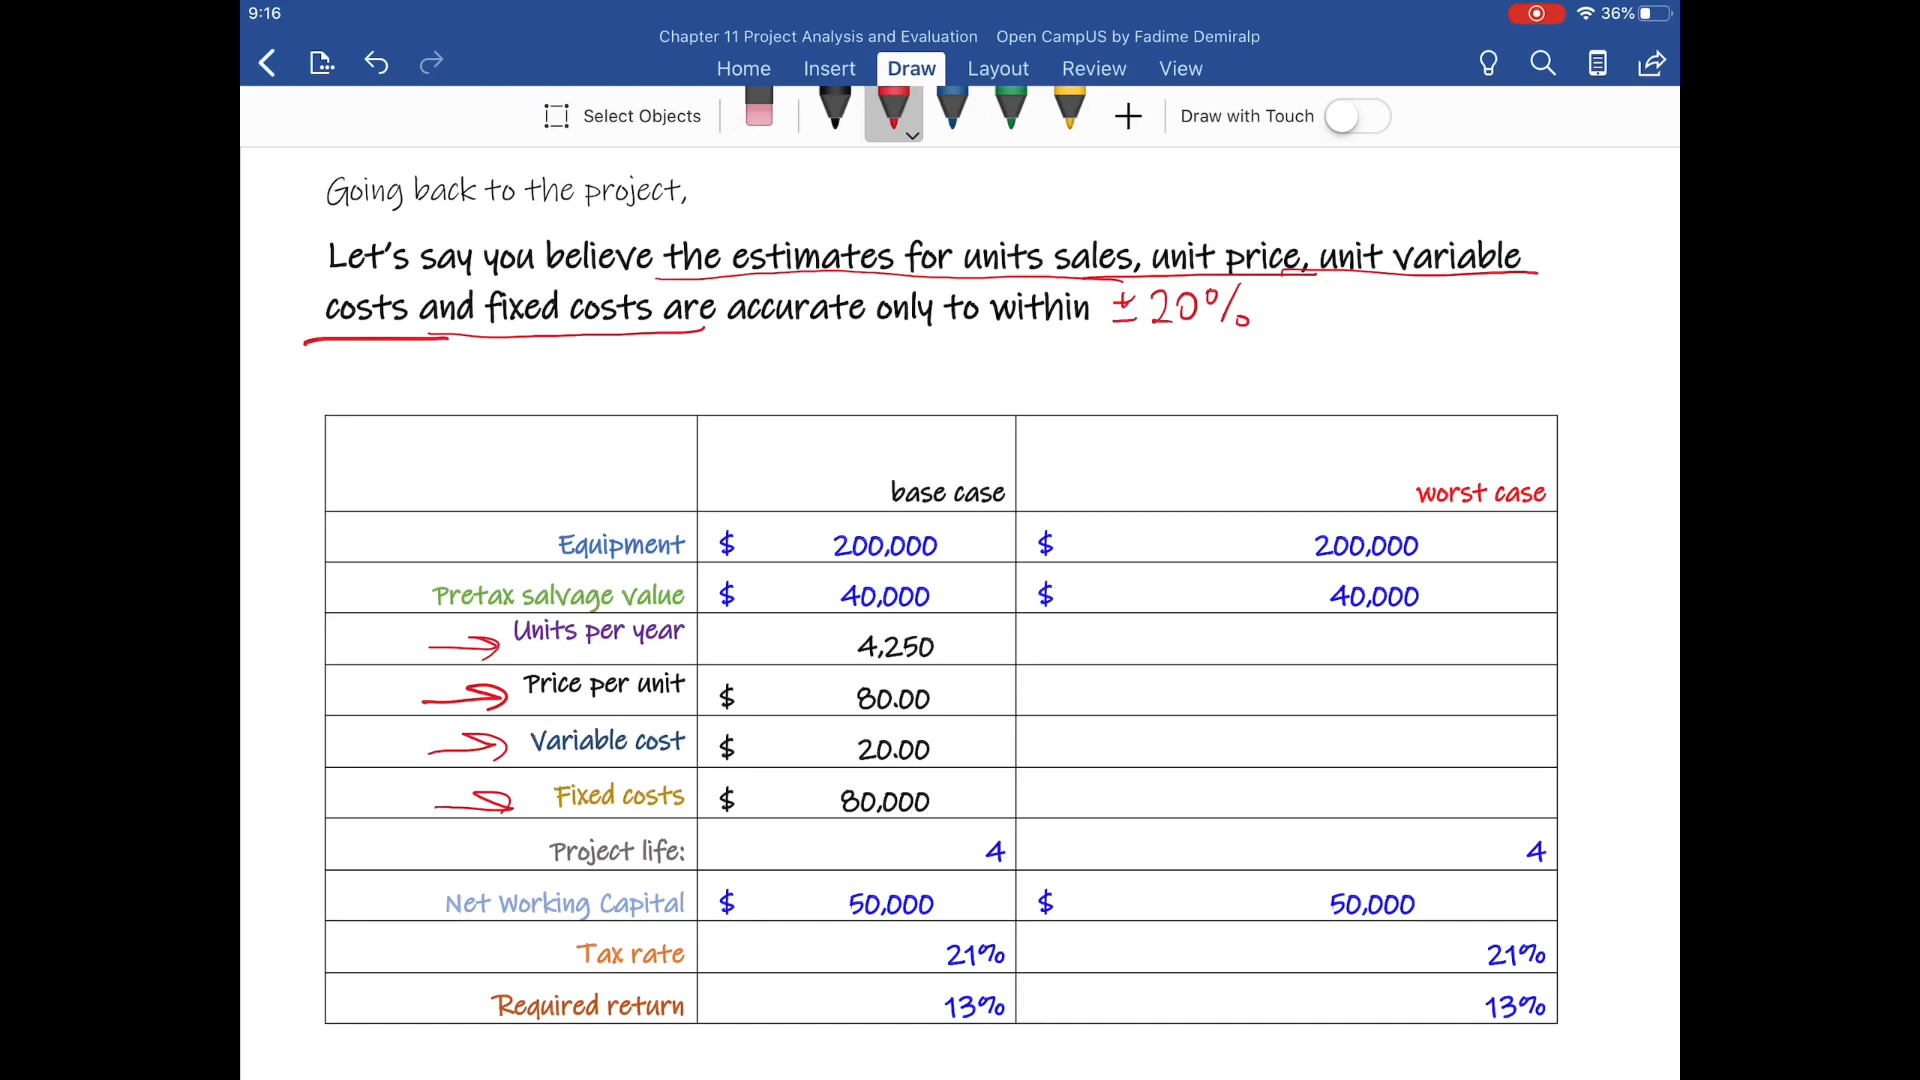 9:16
36%
Chapter 11 Project Analysis and Evaluation Open CampUS by Fadime Demiralp
Home Insert Draw Layout Review View
Select Objects
Draw with Touch
Going back to the project,
Let's say you believe the estimates for units sales, unit price, unit variable
costs and fixed costs are accurate only to within ± 20%
base case worst case
Equipment $ 200,000 $ 200,000
Pretax salvage value $ 40,000 $ 40,000
Units per year 4,250
Price per unit $ 80.00
Variable cost $ 20.00
Fixed costs $ 80,000
Project life: 4 4
Net Working Capital $ 50,000 $ 50,000
Tax rate 21% 21%
Required return 13% 13%